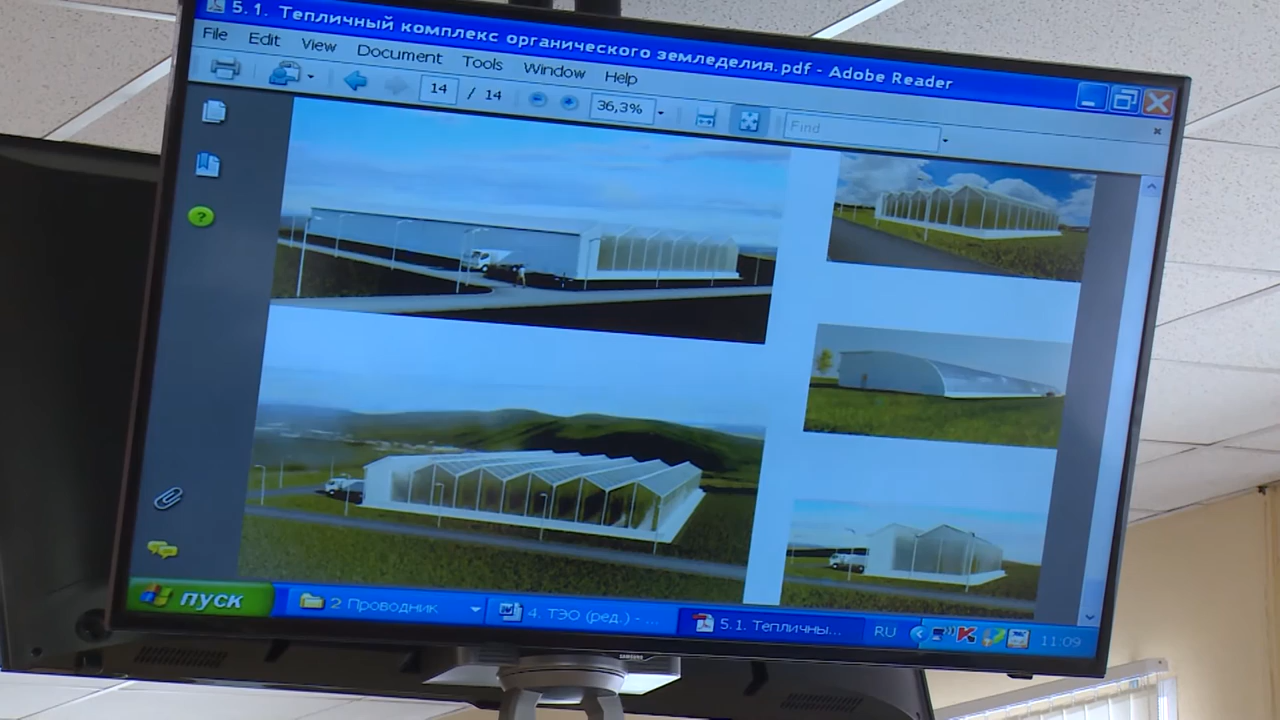 5.1. Тепличный комплекс органического земледелия.pdf - Adobe Reader
File Edit View Document Tools Window Help
14 / 14 36,3% Find
?
пуск 2 Проводник 4. ТЭО (ред.) - ... 5.1. Тепличны... RU 11:09
SAMSUNG